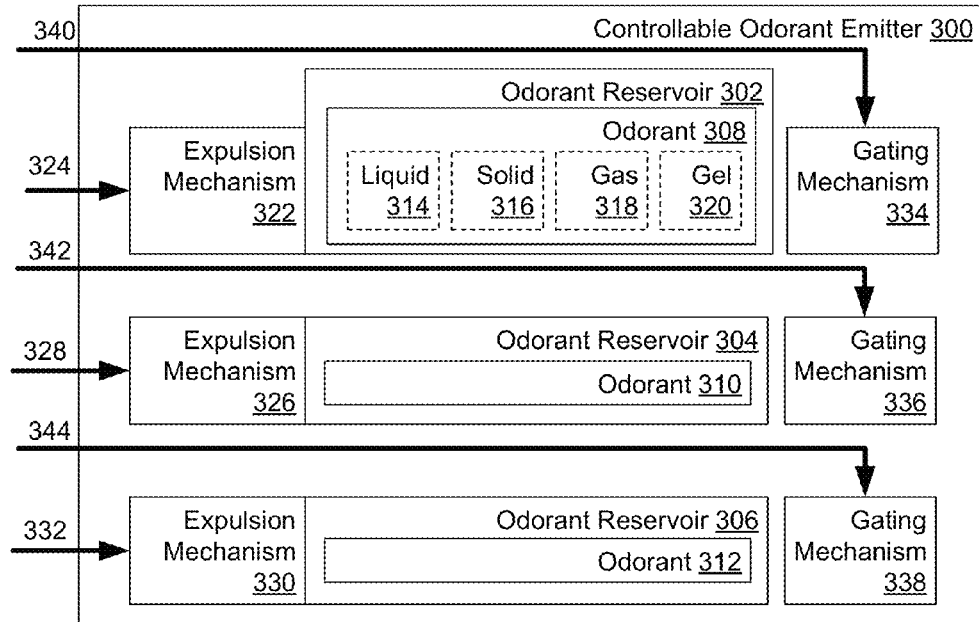 340
Controllable Odorant Emitter 300
Odorant Reservoir 302
Odorant 308
324
Expulsion
Mechanism
322
Liquid
314
Solid
316
Gas
318
Gel
320
Gating
Mechanism
334
342
328
Expulsion
Mechanism
326
Odorant Reservoir 304
Odorant 310
Gating
Mechanism
336
344
332
Expulsion
Mechanism
330
Odorant Reservoir 306
Odorant 312
Gating
Mechanism
338